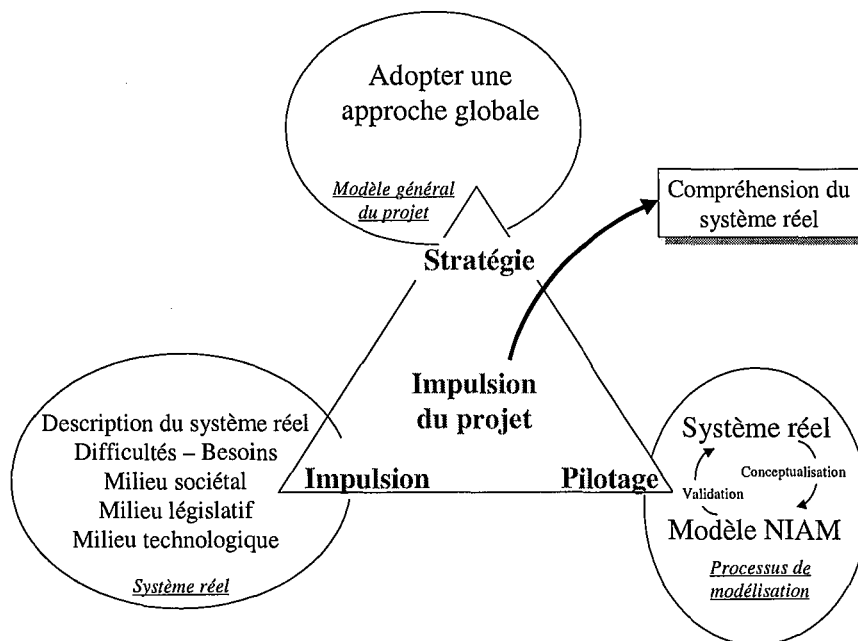 Adopter une
approche globale
Modèle général
du projet
Compréhension du
système réel
Stratégie
Impulsion
du projet
Description du système réel
Difficultés – Besoins
Milieu sociétal
Milieu législatif
Milieu technologique
Système réel
Impulsion
Pilotage
Système réel
Conceptualisation
Validation
Modèle NIAM
Processus de
modélisation